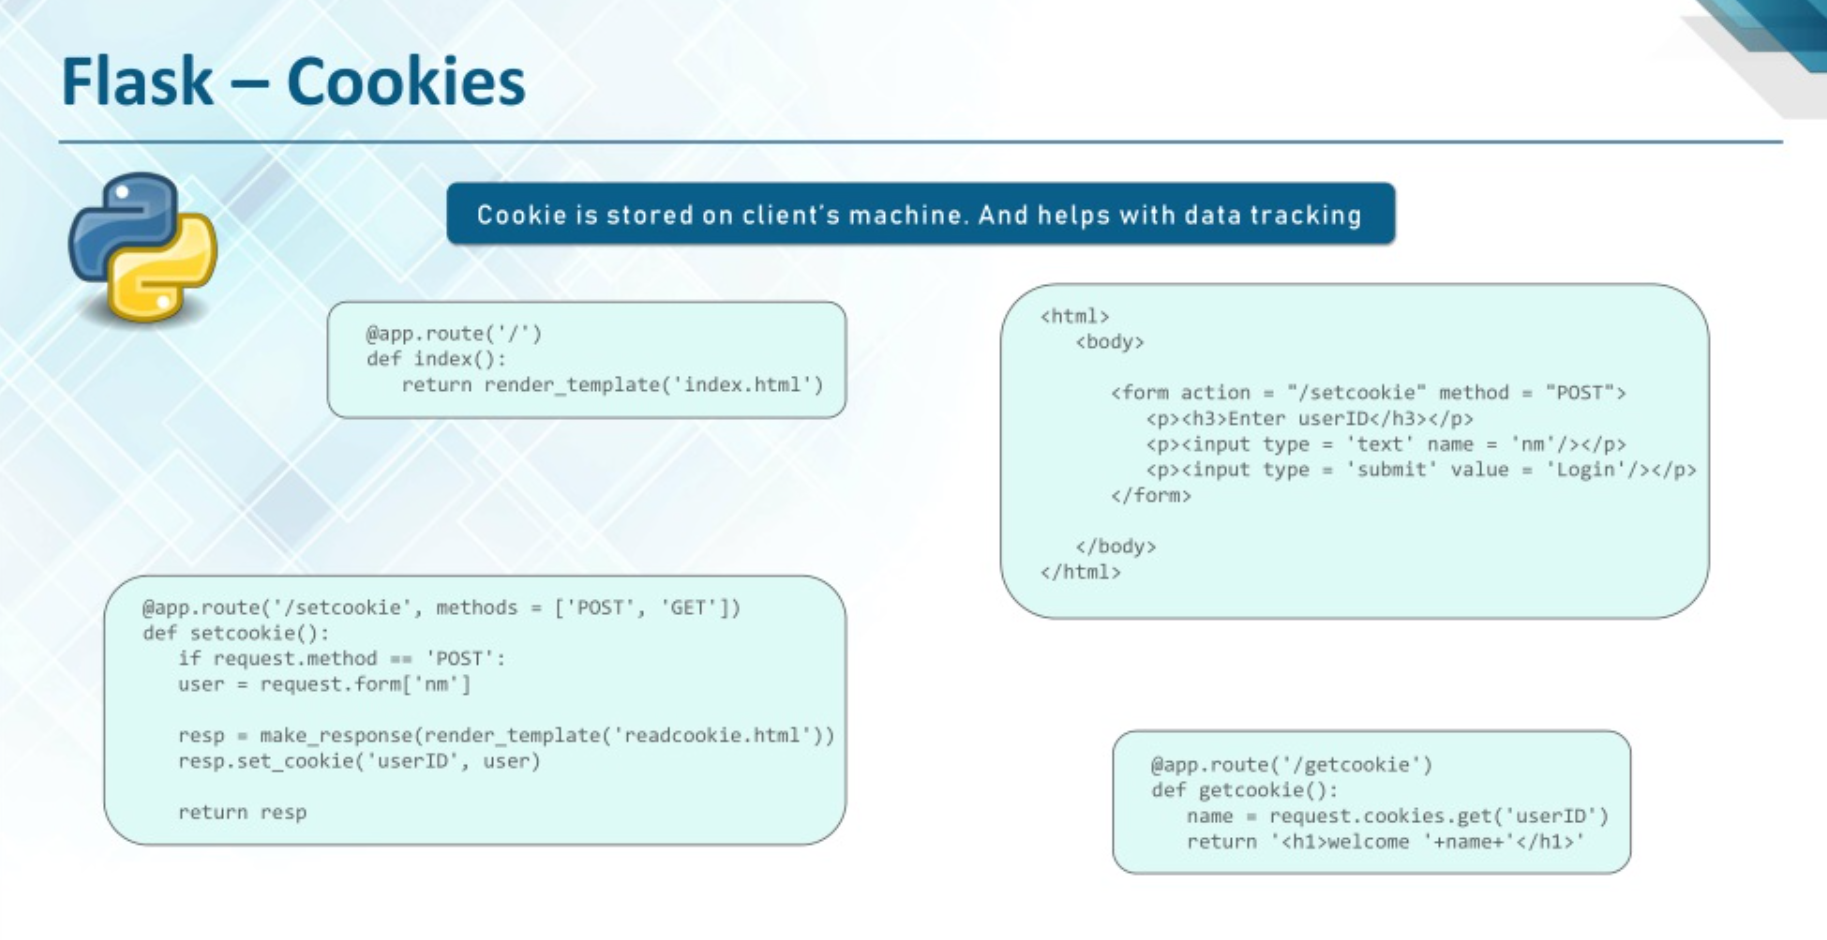 Flask – Cookies
Cookie is stored on client's machine. And helps with data tracking
@app.route('/')
def index():
   return render_template('index.html')
<html>
   <body>
      <form action = "/setcookie" method = "POST">
         <p><h3>Enter userID</h3></p>
         <p><input type = 'text' name = 'nm'/></p>
         <p><input type = 'submit' value = 'Login'/></p>
      </form>
   </body>
</html>
@app.route('/setcookie', methods = ['POST', 'GET'])
def setcookie():
   if request.method == 'POST':
   user = request.form['nm']
   resp = make_response(render_template('readcookie.html'))
   resp.set_cookie('userID', user)
   return resp
@app.route('/getcookie')
def getcookie():
   name = request.cookies.get('userID')
   return '<h1>welcome '+name+'</h1>'